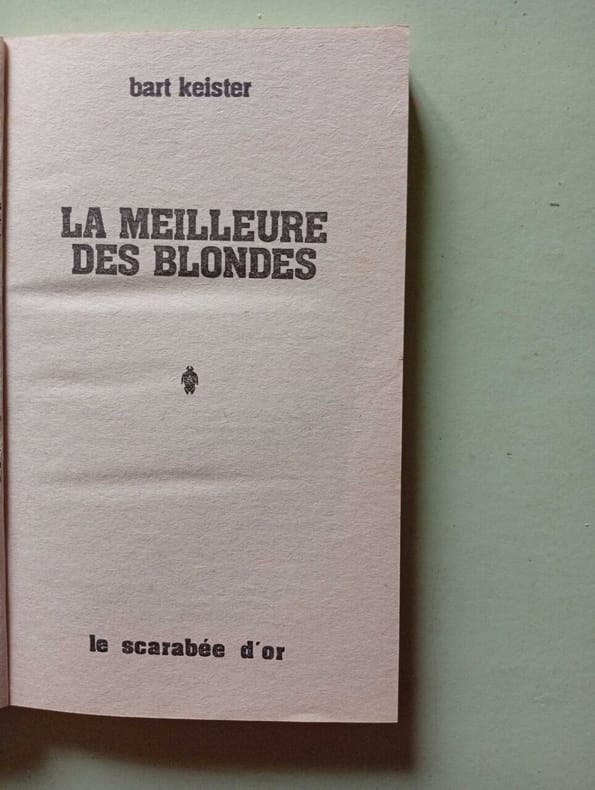 bart keister
LA MEILLEURE
DES BLONDES
le scarabée d'or